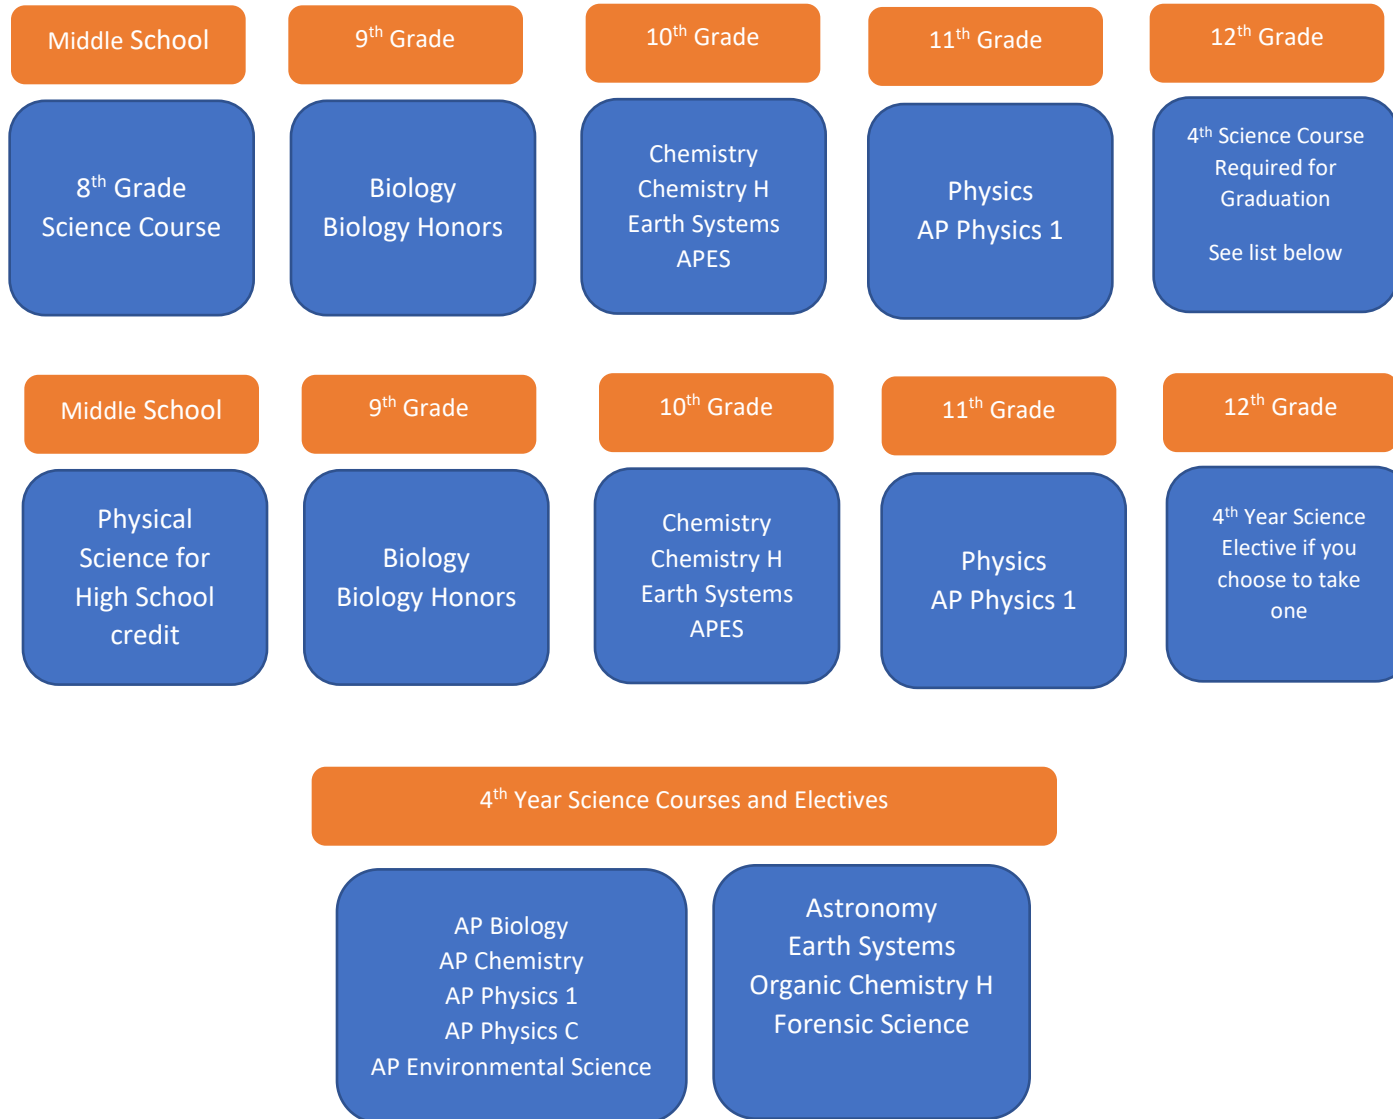 Middle School
9th Grade
10th Grade
11th Grade
12th Grade
8th Grade
Science Course
Biology
Biology Honors
Chemistry
Chemistry H
Earth Systems
APES
Physics
AP Physics 1
4th Science Course
Required for
Graduation
See list below
Middle School
9th Grade
10th Grade
11th Grade
12th Grade
Physical
Science for
High School
credit
Biology
Biology Honors
Chemistry
Chemistry H
Earth Systems
APES
Physics
AP Physics 1
4th Year Science
Elective if you
choose to take
one
4th Year Science Courses and Electives
AP Biology
AP Chemistry
AP Physics 1
AP Physics C
AP Environmental Science
Astronomy
Earth Systems
Organic Chemistry H
Forensic Science